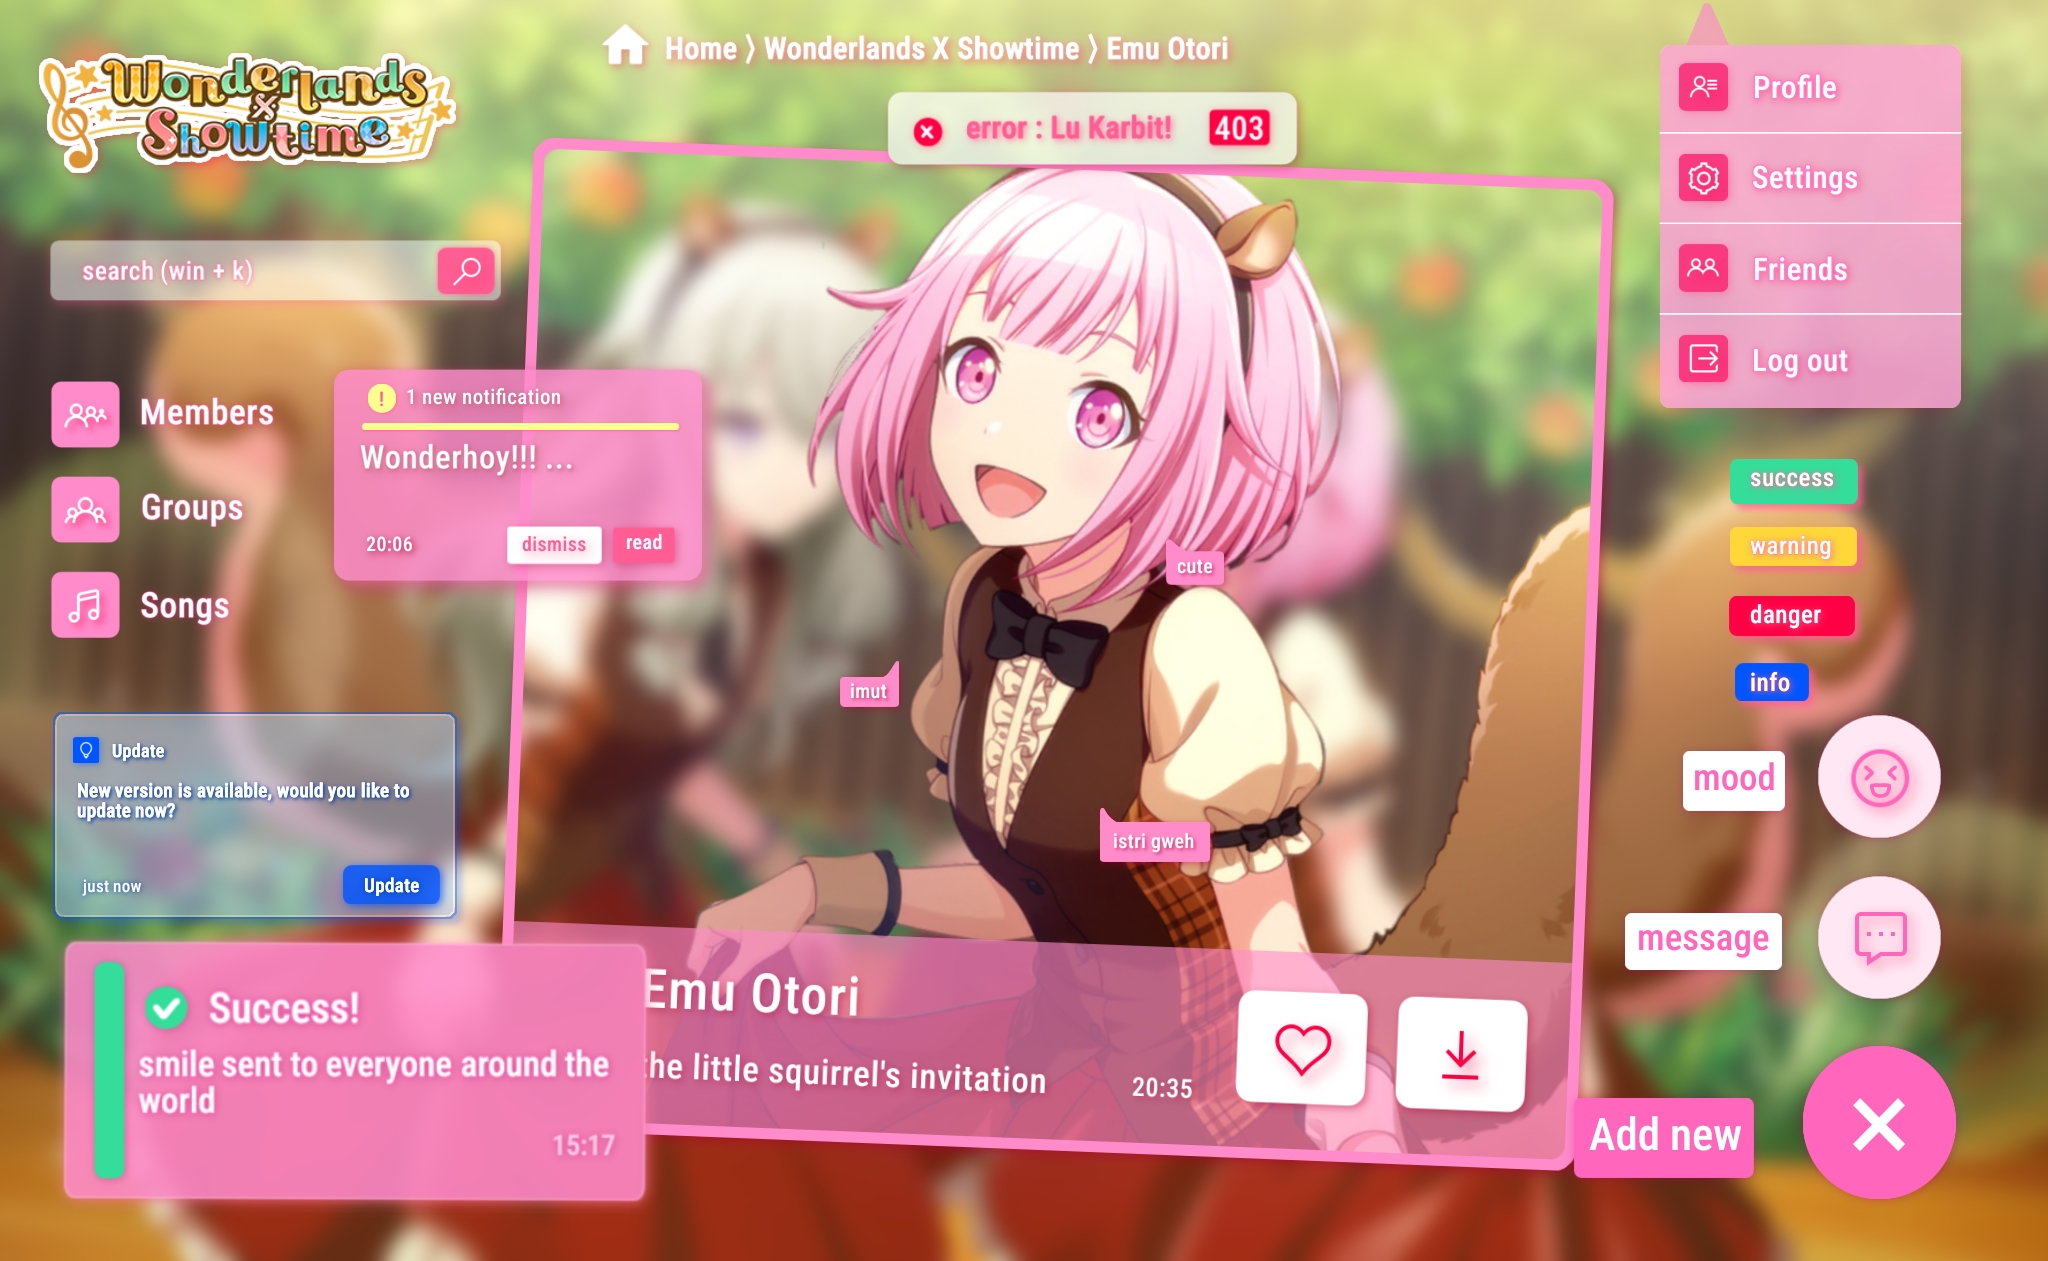 Wonderlands
×
Showtime
Home ⟩ Wonderlands X Showtime ⟩ Emu Otori
error : Lu Karbit! 403
Profile
Settings
Friends
Log out
search (win + k)
Members
Groups
Songs
1 new notification
Wonderhoy!!! ...
20:06 dismiss read
cute
imut
istri gweh
success
warning
danger
info
mood
message
Add new
Update
New version is available, would you like to
update now?
just now Update
Success!
smile sent to everyone around the
world
15:17
Emu Otori
the little squirrel's invitation 20:35